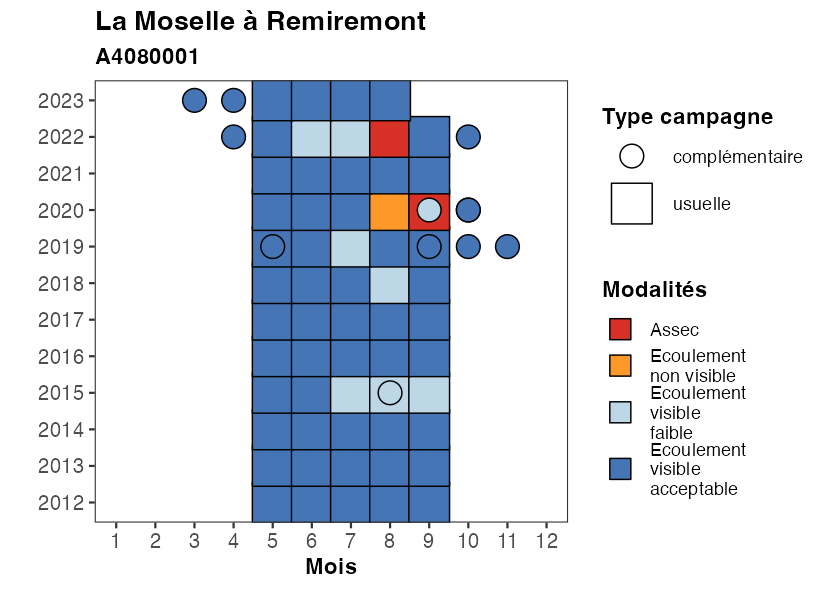 La Moselle à Remiremont
A4080001
2023
2022
2021
2020
2019
2018
2017
2016
2015
2014
2013
2012
1 2 3 4 5 6 7 8 9 10 11 12
Mois
Type campagne
complémentaire
usuelle
Modalités
Assec
Ecoulement
non visible
Ecoulement
visible
faible
Ecoulement
visible
acceptable